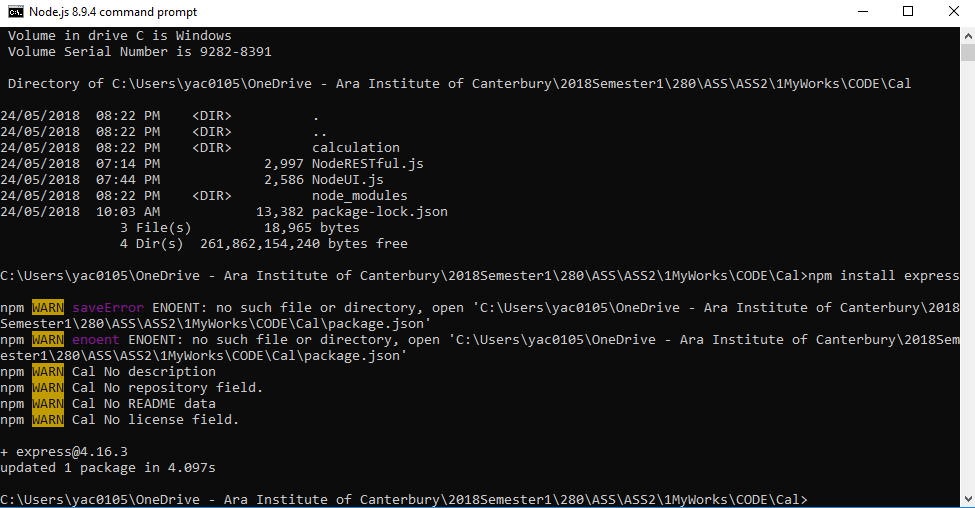 Node.js 8.9.4 command prompt
Volume in drive C is Windows
Volume Serial Number is 9282-8391
Directory of C:\Users\yac0105\OneDrive - Ara Institute of Canterbury\2018Semester1\280\ASS\ASS2\1MyWorks\CODE\Cal
24/05/2018  08:22 PM    <DIR>          .
24/05/2018  08:22 PM    <DIR>          ..
24/05/2018  08:22 PM    <DIR>          calculation
24/05/2018  07:14 PM             2,997 NodeRESTful.js
24/05/2018  07:44 PM             2,586 NodeUI.js
24/05/2018  08:22 PM    <DIR>          node_modules
24/05/2018  10:03 AM            13,382 package-lock.json
3 File(s)         18,965 bytes
4 Dir(s)  261,862,154,240 bytes free
C:\Users\yac0105\OneDrive - Ara Institute of Canterbury\2018Semester1\280\ASS\ASS2\1MyWorks\CODE\Cal>npm install express
npm WARN saveError ENOENT: no such file or directory, open 'C:\Users\yac0105\OneDrive - Ara Institute of Canterbury\2018
Semester1\280\ASS\ASS2\1MyWorks\CODE\Cal\package.json'
npm WARN enoent ENOENT: no such file or directory, open 'C:\Users\yac0105\OneDrive - Ara Institute of Canterbury\2018Sem
ester1\280\ASS\ASS2\1MyWorks\CODE\Cal\package.json'
npm WARN Cal No description
npm WARN Cal No repository field.
npm WARN Cal No README data
npm WARN Cal No license field.
+ express@4.16.3
updated 1 package in 4.097s
C:\Users\yac0105\OneDrive - Ara Institute of Canterbury\2018Semester1\280\ASS\ASS2\1MyWorks\CODE\Cal>